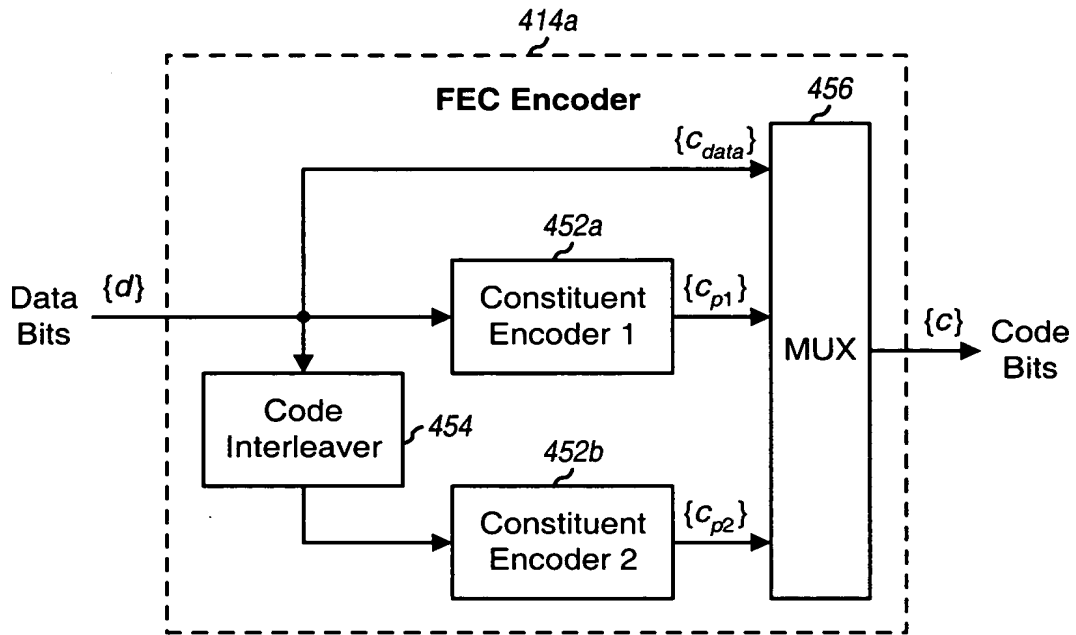 414a
FEC Encoder
456
{c_data}
452a
Data
Bits
{d}
Constituent
Encoder 1
{c_p1}
MUX
{c}
Code
Bits
Code
Interleaver
454
452b
Constituent
Encoder 2
{c_p2}